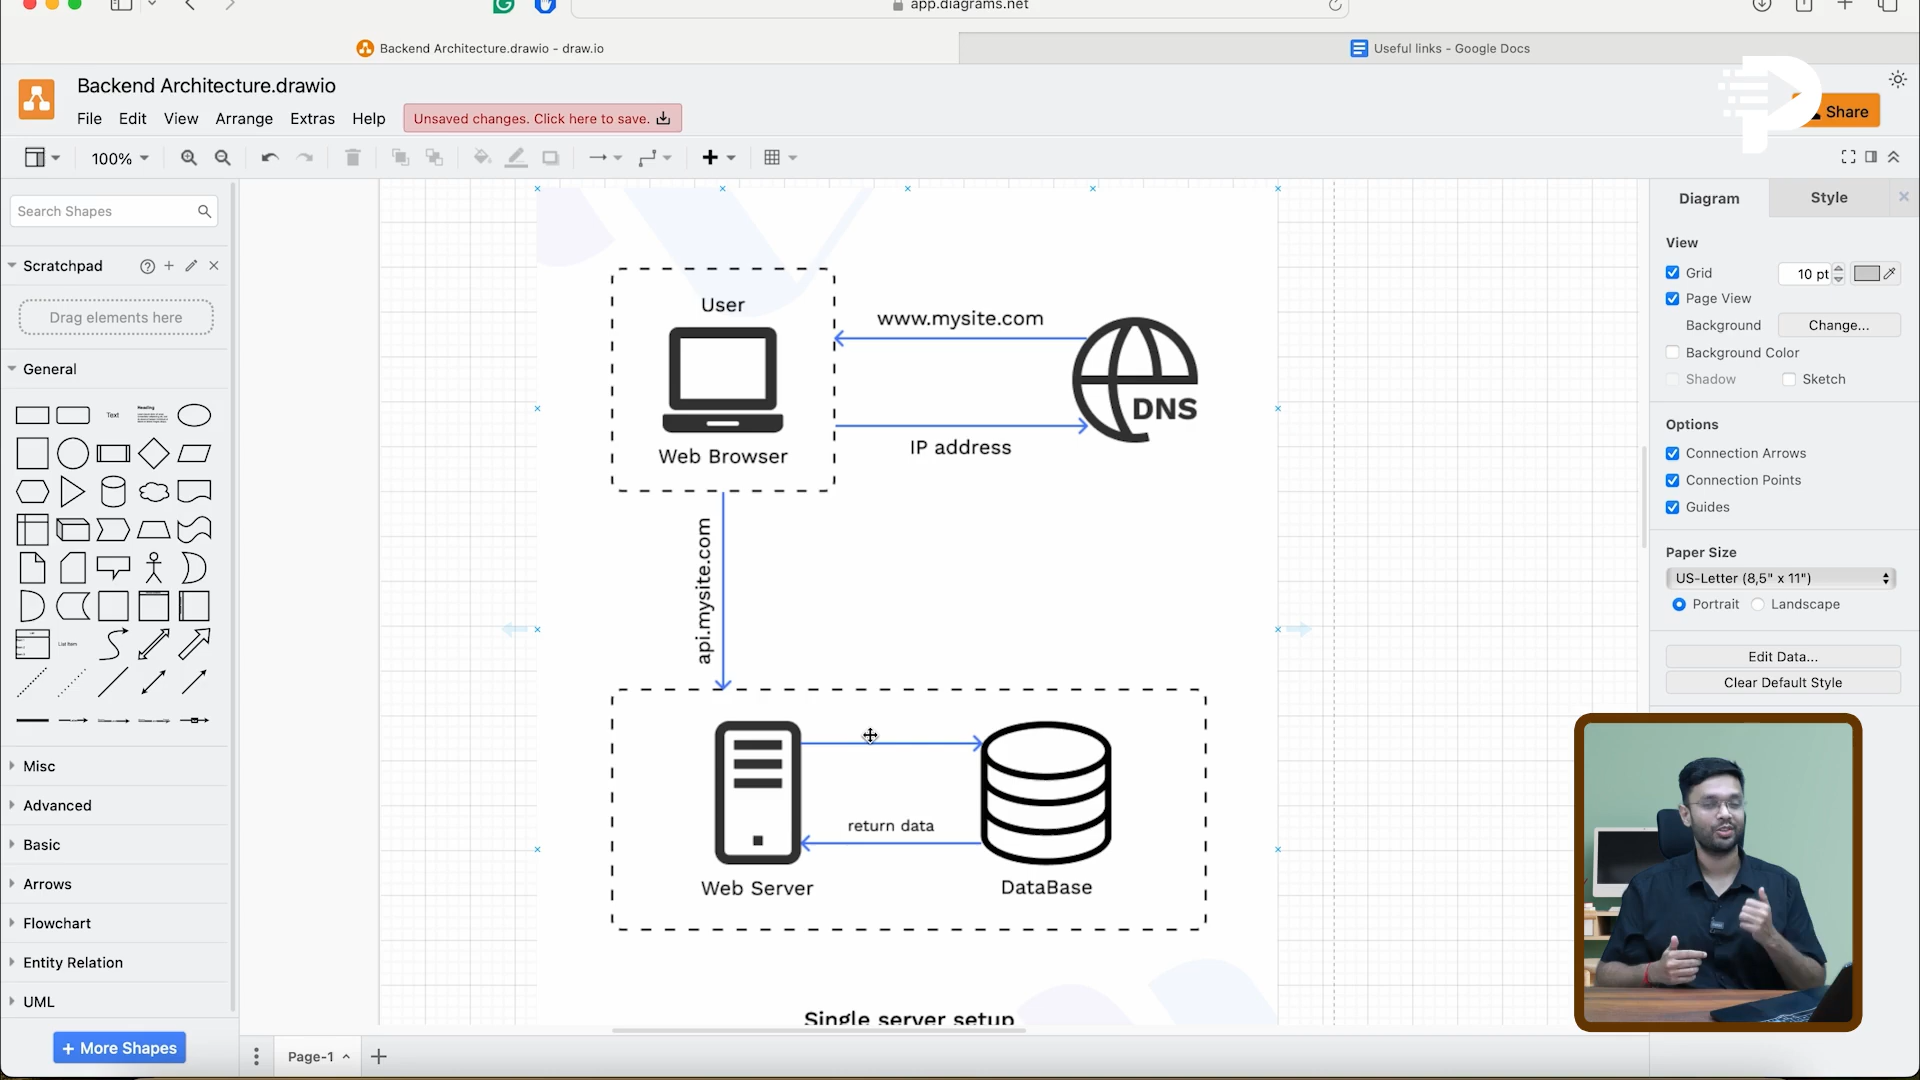 app.diagrams.net
Backend Architecture.drawio - draw.io
Useful links - Google Docs
Backend Architecture.drawio
File Edit View Arrange Extras Help
Unsaved changes. Click here to save.
Share
100%
Search Shapes
Scratchpad
Drag elements here
General
Text
Heading
List Item
Misc
Advanced
Basic
Arrows
Flowchart
Entity Relation
UML
+ More Shapes
User
Web Browser
www.mysite.com
DNS
IP address
api.mysite.com
return data
Web Server
DataBase
Single server setup
Page-1
Diagram
Style
View
Grid
10 pt
Page View
Background
Change...
Background Color
Shadow
Sketch
Options
Connection Arrows
Connection Points
Guides
Paper Size
US-Letter (8,5" x 11")
Portrait
Landscape
Edit Data...
Clear Default Style